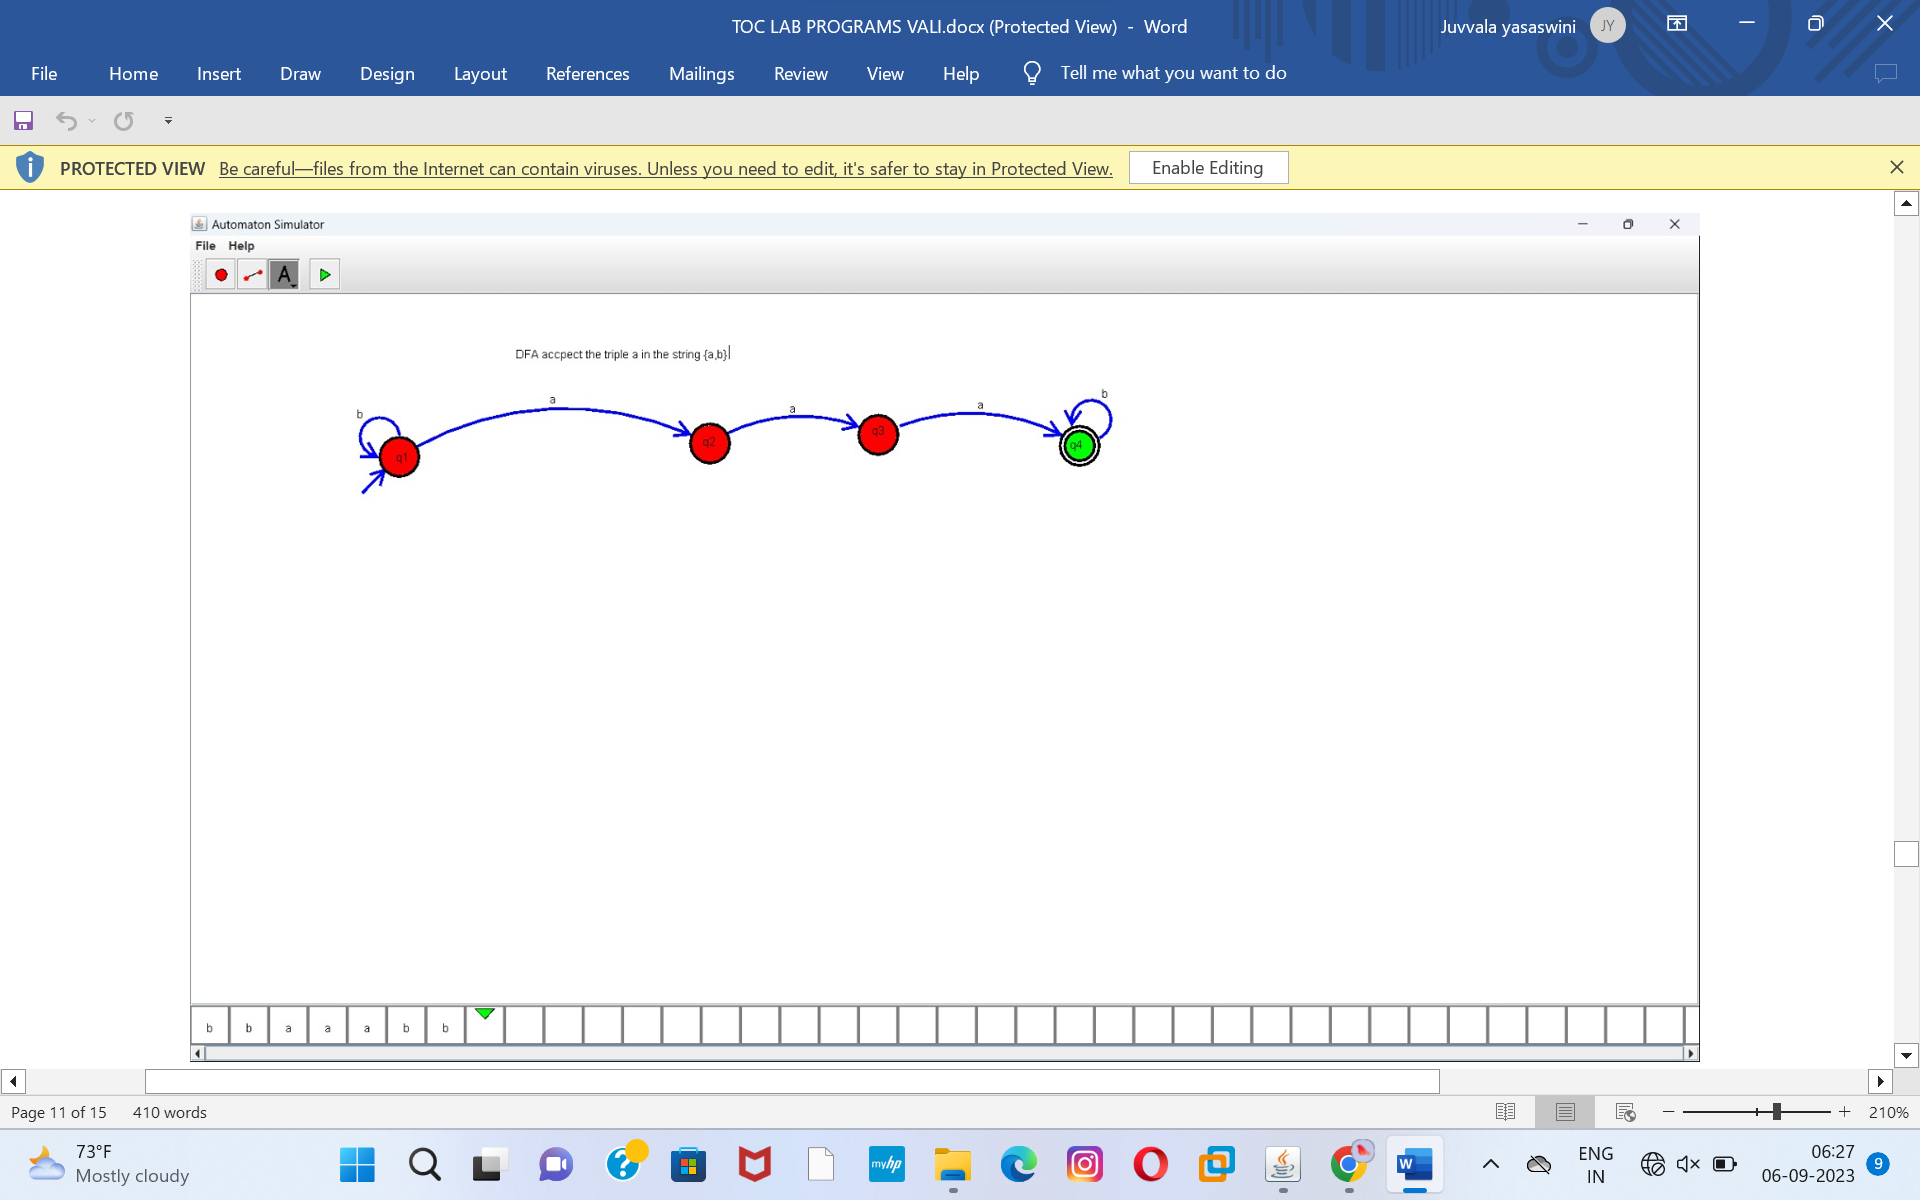 TOC LAB PROGRAMS VALI.docx (Protected View) - Word
Juvvala yasaswini JY
File Home Insert Draw Design Layout References Mailings Review View Help Tell me what you want to do
PROTECTED VIEW Be careful—files from the Internet can contain viruses. Unless you need to edit, it's safer to stay in Protected View. Enable Editing
Automaton Simulator
File Help
A
DFA accpect the triple a in the string {a,b}
b a a a b
q1 q2 q3 q4
b b a a a b b
Page 11 of 15 410 words 210%
73°F
Mostly cloudy
myhp
W
ENG
IN
06:27
06-09-2023
9